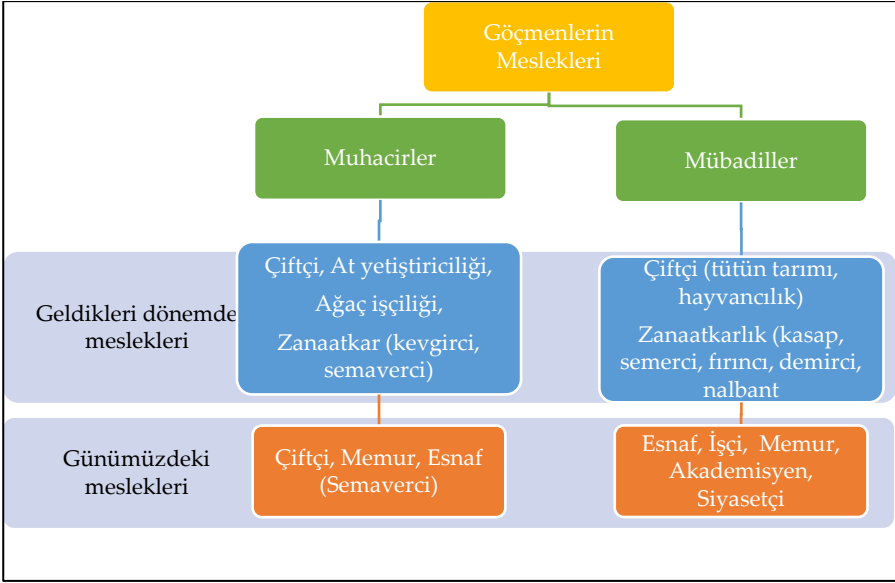 Göçmenlerin
Meslekleri
Muhacirler
Mübadiller
Geldikleri dönemde
meslekleri
Çiftçi, At yetiştiriciliği,
Ağaç işçiliği,
Zanaatkar (kevgirci,
semaverci)
Çiftçi (tütün tarımı,
hayvancılık)
Zanaatkarlık (kasap,
semerci, fırıncı, demirci,
nalbant
Günümüzdeki
meslekleri
Çiftçi, Memur, Esnaf
(Semaverci)
Esnaf, İşçi, Memur,
Akademisyen,
Siyasetçi